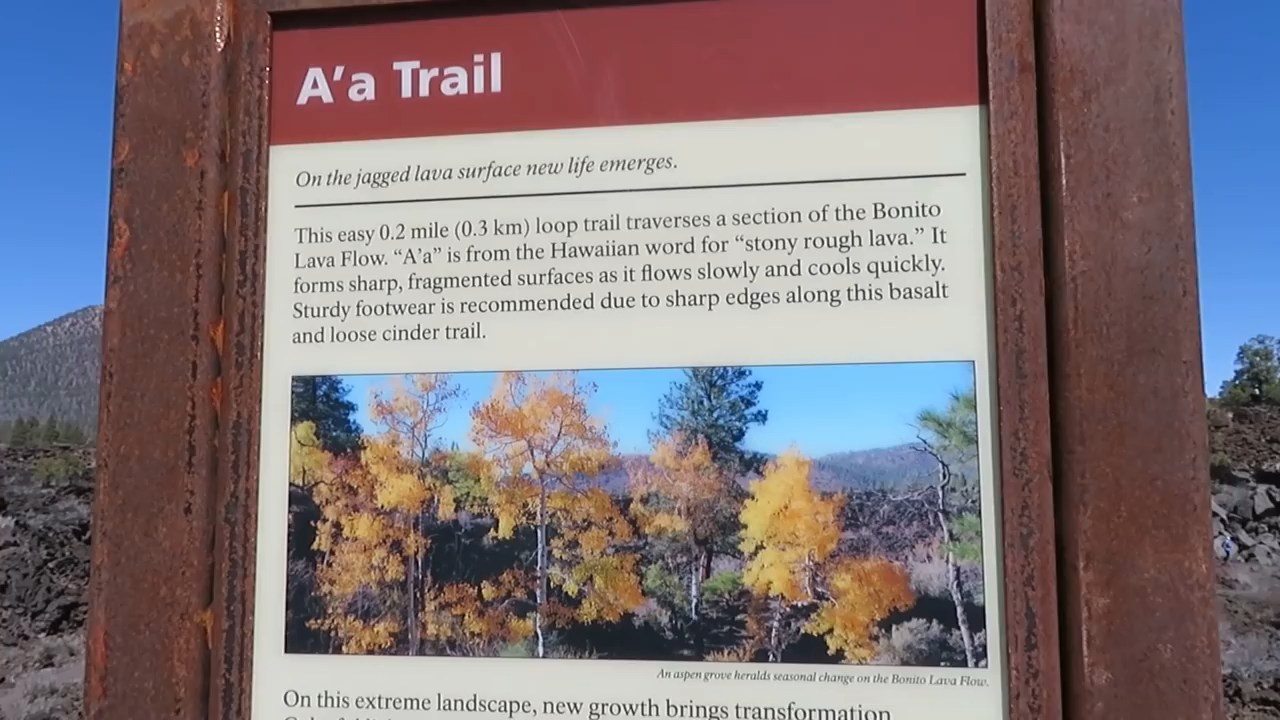 A'a Trail
On the jagged lava surface new life emerges.
This easy 0.2 mile (0.3 km) loop trail traverses a section of the Bonito
Lava Flow. “A'a” is from the Hawaiian word for “stony rough lava.” It
forms sharp, fragmented surfaces as it flows slowly and cools quickly.
Sturdy footwear is recommended due to sharp edges along this basalt
and loose cinder trail.
An aspen grove heralds seasonal change on the Bonito Lava Flow.
On this extreme landscape, new growth brings transformation.